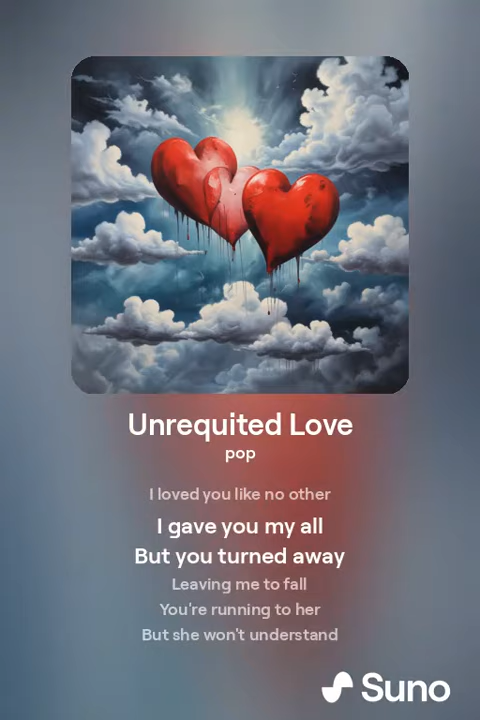 Unrequited Love
pop
I loved you like no other
I gave you my all
But you turned away
Leaving me to fall
You're running to her
But she won't understand
Suno